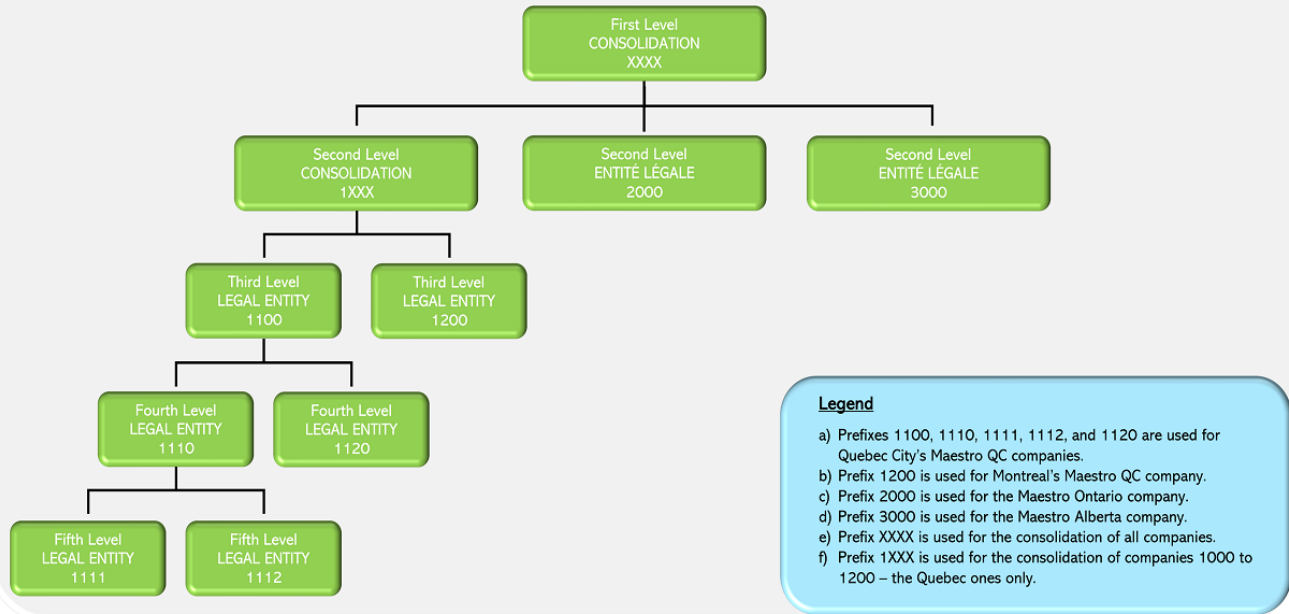 First Level
CONSOLIDATION
XXXX
Second Level
CONSOLIDATION
1XXX
Second Level
ENTITÉ LÉGALE
2000
Second Level
ENTITÉ LÉGALE
3000
Third Level
LEGAL ENTITY
1100
Third Level
LEGAL ENTITY
1200
Fourth Level
LEGAL ENTITY
1110
Fourth Level
LEGAL ENTITY
1120
Fifth Level
LEGAL ENTITY
1111
Fifth Level
LEGAL ENTITY
1112
Legend
a) Prefixes 1100, 1110, 1111, 1112, and 1120 are used for
Quebec City's Maestro QC companies.
b) Prefix 1200 is used for Montreal's Maestro QC company.
c) Prefix 2000 is used for the Maestro Ontario company.
d) Prefix 3000 is used for the Maestro Alberta company.
e) Prefix XXXX is used for the consolidation of all companies.
f) Prefix 1XXX is used for the consolidation of companies 1000 to
1200 – the Quebec ones only.